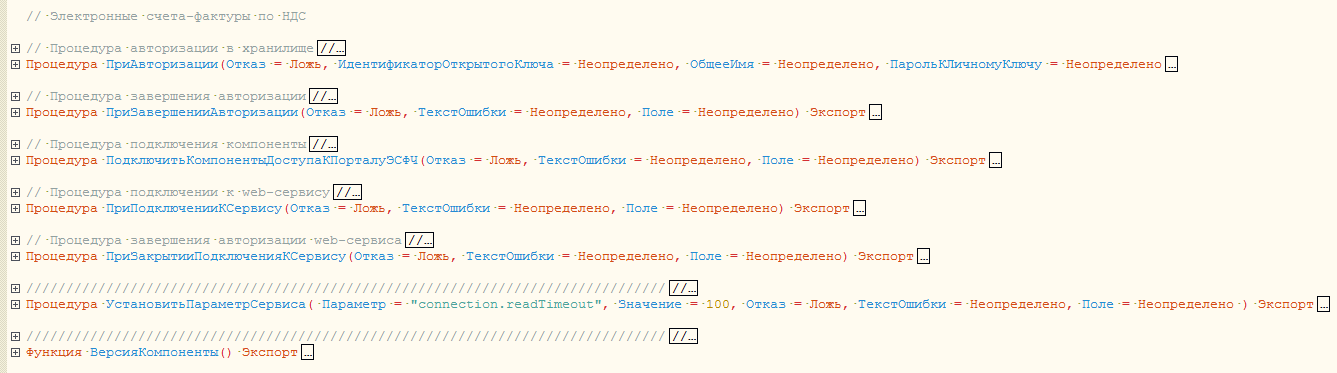 // Электронные счета-фактуры по НДС
// Процедура авторизации в хранилище //...
Процедура ПриАвторизации(Отказ = Ложь, ИдентификаторОткрытогоКлюча = Неопределено, ОбщееИмя = Неопределено, ПарольКЛичномуКлючу = Неопределено ...
// Процедура завершения авторизации //...
Процедура ПриЗавершенииАвторизации(Отказ = Ложь, ТекстОшибки = Неопределено, Поле = Неопределено) Экспорт ...
// Процедура подключения компоненты //...
Процедура ПодключитьКомпонентыДоступаКПорталуЭСФЧ(Отказ = Ложь, ТекстОшибки = Неопределено, Поле = Неопределено) Экспорт ...
// Процедура подключении к web-сервису //...
Процедура ПриПодключенииКСервису(Отказ = Ложь, ТекстОшибки = Неопределено, Поле = Неопределено) Экспорт ...
// Процедура завершения авторизации web-сервиса //...
Процедура ПриЗакрытииПодключенияКСервису(Отказ = Ложь, ТекстОшибки = Неопределено, Поле = Неопределено) Экспорт ...
//////////////////////////////////////////////////////////////////////////////// //...
Процедура УстановитьПараметрСервиса( Параметр = "connection.readTimeout", Значение = 100, Отказ = Ложь, ТекстОшибки = Неопределено, Поле = Неопределено ) Экспорт ...
//////////////////////////////////////////////////////////////////////////////// //...
Функция ВерсияКомпоненты() Экспорт ...